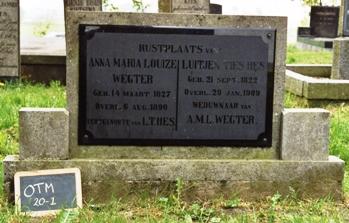 RUSTPLAATS VAN
ANNA MARIA LOUIZE
WEGTER
GEB. 14 MAART 1827
OVERL. 6 AUG. 1890
ECHTGENOOTE VAN L.T.HES.
LUITJEN TIES HES
GEB. 21 SEPT. 1822
OVERL. 29 JAN. 1909
WEDUWNAAR VAN
A.M.L. WEGTER.
OTM
20-1